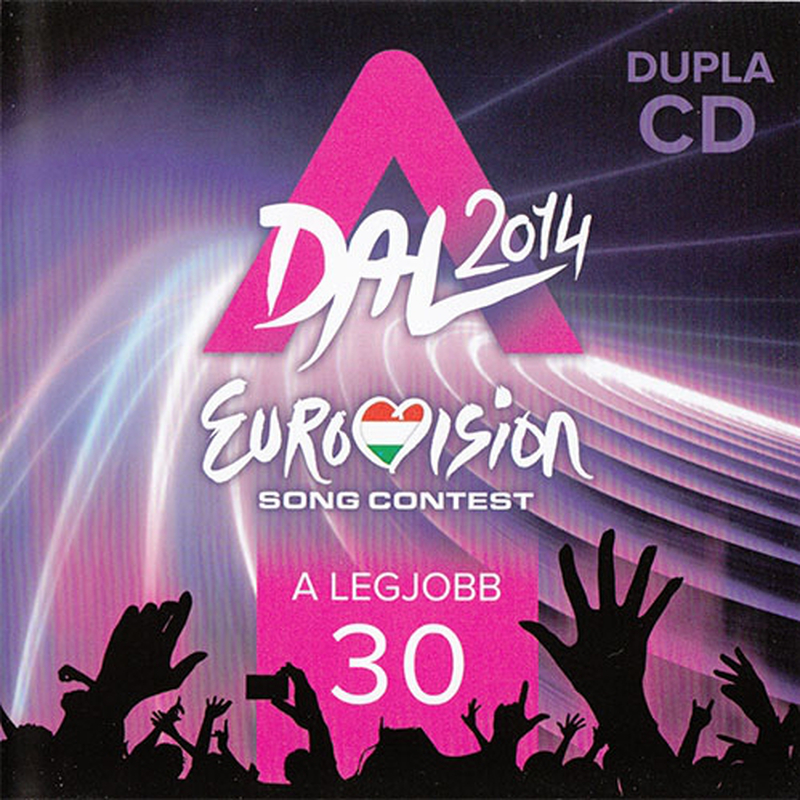 DUPLA
CD
A
DAL 2014
EUROVISION
SONG CONTEST
A LEGJOBB
30